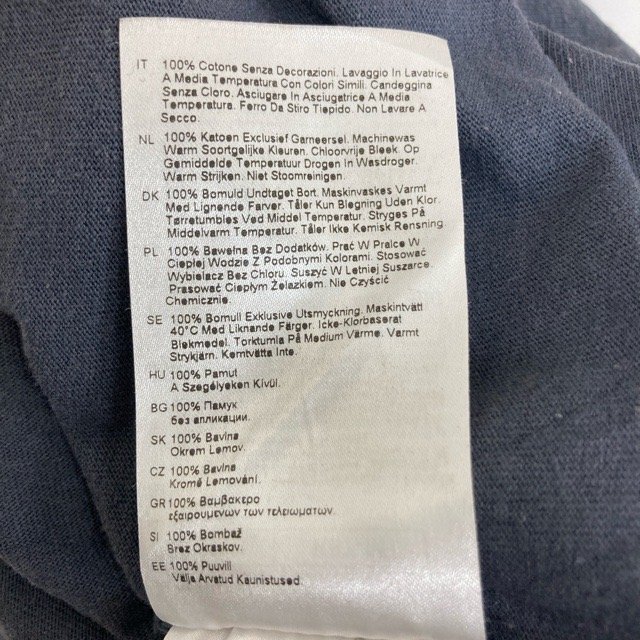 IT 100% Cotone Senza Decorazioni. Lavaggio In Lavatrice
A Media Temperatura Con Colori Simili. Candeggina
Senza Cloro. Asciugare In Asciugatrice A Media
Temperatura. Ferro Da Stiro Tiepido. Non Lavare A
Secco.
NL 100% Katoen Exclusief Garneersel. Machinewas
Warm Soortgelijke Kleuren. Chloorvrije Bleek. Op
Gemiddelde Temperatuur Drogen In Wasdroger.
Warm Strijken. Niet Stoomreinigen.
DK 100% Bomuld Undtaget Bort. Maskinvaskes Varmt
Med Lignende Farver. Tåler Kun Blegning Uden Klor.
Tørretumbles Ved Middel Temperatur. Stryges På
Middelvarm Temperatur. Tåler Ikke Kemisk Rensning.
PL 100% Bawełna Bez Dodatków. Prać W Pralce W
Ciepłej Wodzie Z Podobnymi Kolorami. Stosować
Wybielacz Bez Chloru. Suszyć W Letniej Suszarce.
Prasować Ciepłym Żelazkiem. Nie Czyścić
Chemicznie.
SE 100% Bomull Exklusive Utsmyckning. Maskintvätt
40°C Med Liknande Färger. Icke-Klorbaserat
Blekmedel. Torktumla På Medium Värme. Varmt
Strykjärn. Kemtvätta Inte.
HU 100% Pamut
A Szegélyeken Kívül.
BG 100% Памук
без апликации.
SK 100% Bavlna
Okrem Lemov.
CZ 100% Bavlna
Kromě Lemování.
GR 100% Βαμβακερο
εξαιρουμενων των τελειωματων.
SI 100% Bombaž
Brez Okraskov.
EE 100% Puuvill
Välja Arvatud Kaunistused.